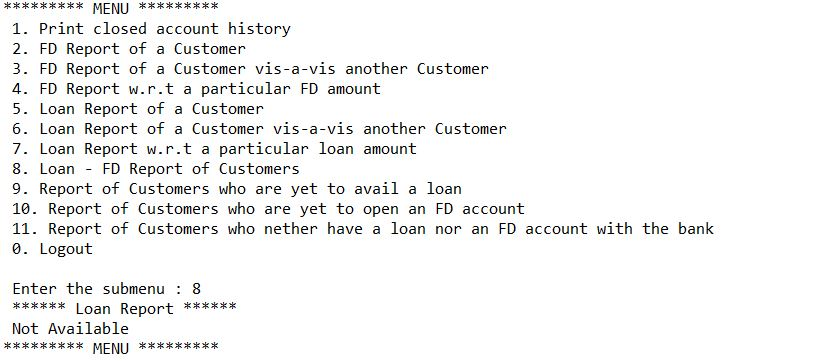 ********* MENU *********
1. Print closed account history
2. FD Report of a Customer
3. FD Report of a Customer vis-a-vis another Customer
4. FD Report w.r.t a particular FD amount
5. Loan Report of a Customer
6. Loan Report of a Customer vis-a-vis another Customer
7. Loan Report w.r.t a particular loan amount
8. Loan - FD Report of Customers
9. Report of Customers who are yet to avail a loan
10. Report of Customers who are yet to open an FD account
11. Report of Customers who nether have a loan nor an FD account with the bank
0. Logout
Enter the submenu : 8
****** Loan Report ******
Not Available
********* MENU *********